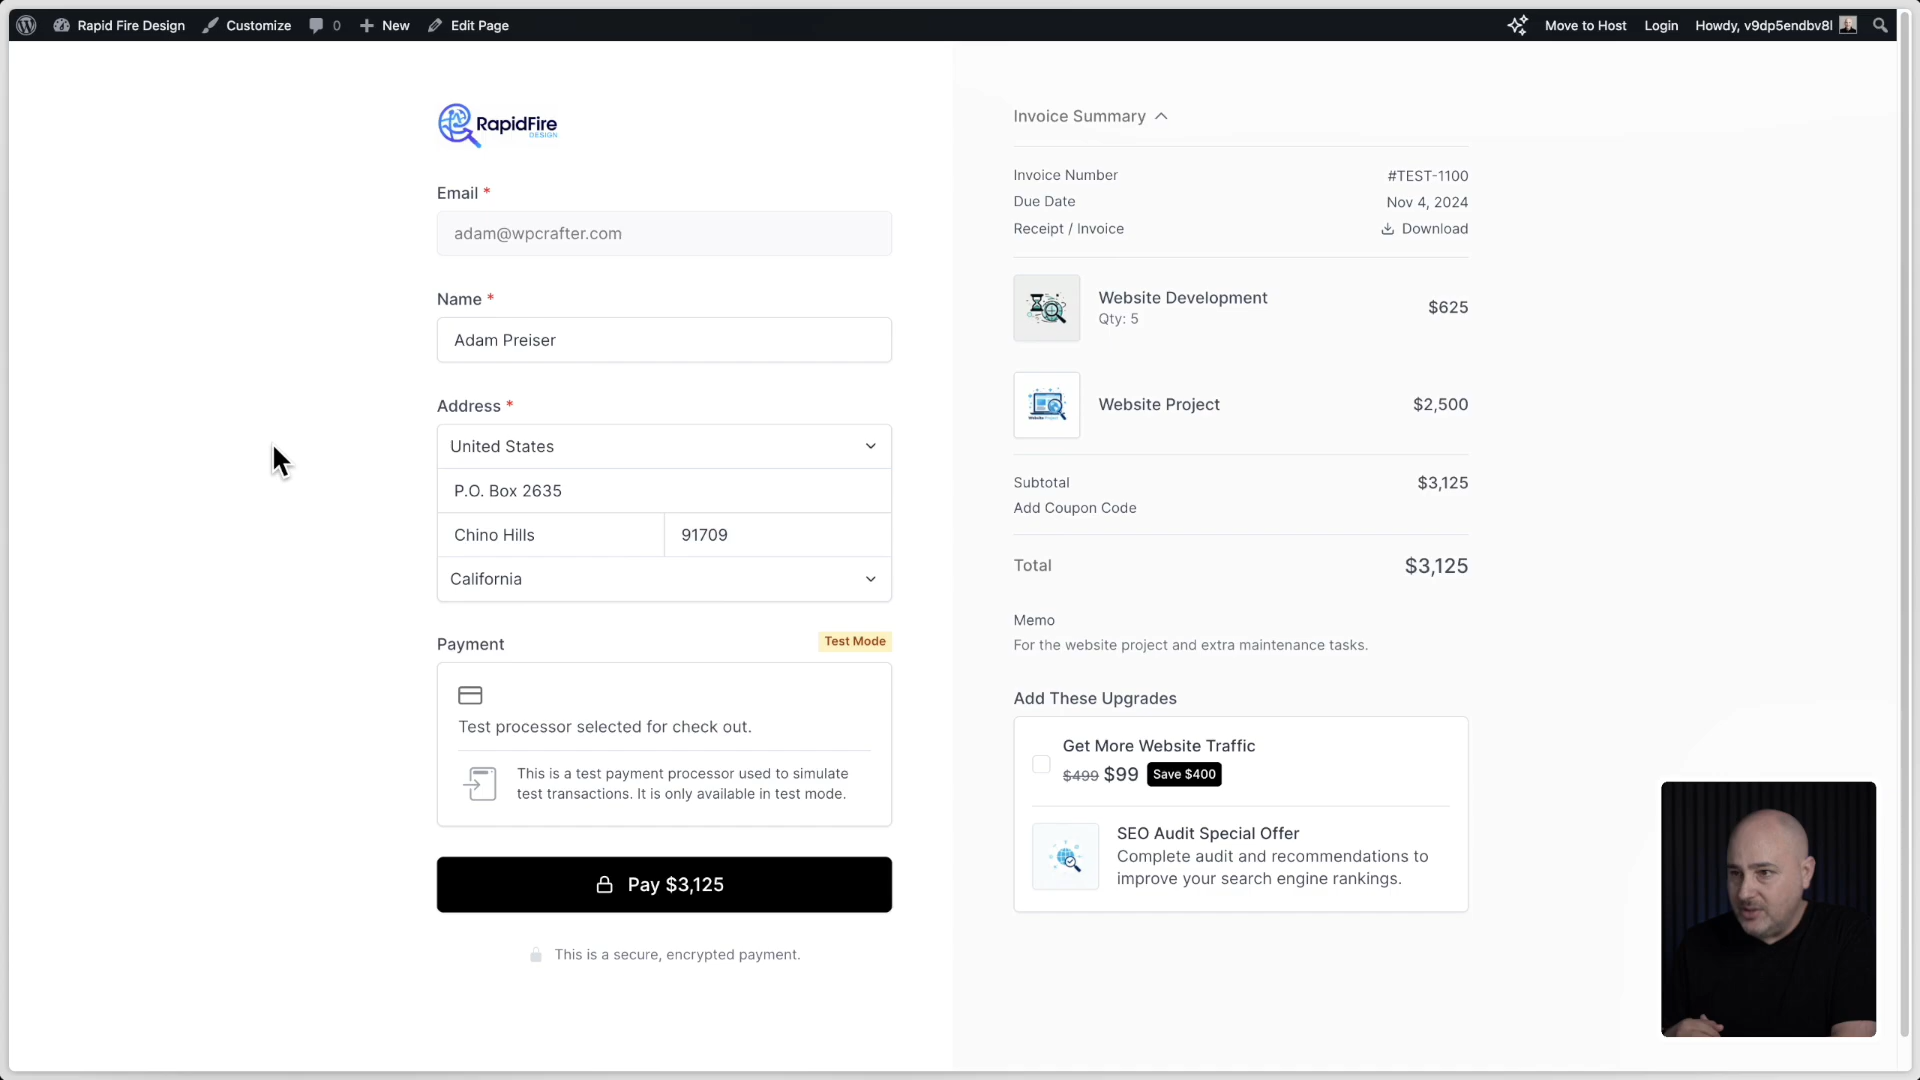 Rapid Fire Design
Customize
0
New
Edit Page
Move to Host
Login
Howdy, v9dp5endbv8l
RapidFire
DESIGN
Email *
adam@wpcrafter.com
Name *
Adam Preiser
Address *
United States
P.O. Box 2635
Chino Hills
91709
California
Payment
Test Mode
Test processor selected for check out.
This is a test payment processor used to simulate
test transactions. It is only available in test mode.
Pay $3,125
This is a secure, encrypted payment.
Invoice Summary
Invoice Number #TEST-1100
Due Date Nov 4, 2024
Receipt / Invoice Download
Website Development
Qty: 5
$625
Website Project $2,500
Subtotal $3,125
Add Coupon Code
Total $3,125
Memo
For the website project and extra maintenance tasks.
Add These Upgrades
Get More Website Traffic
$499 $99 Save $400
SEO Audit Special Offer
Complete audit and recommendations to
improve your search engine rankings.